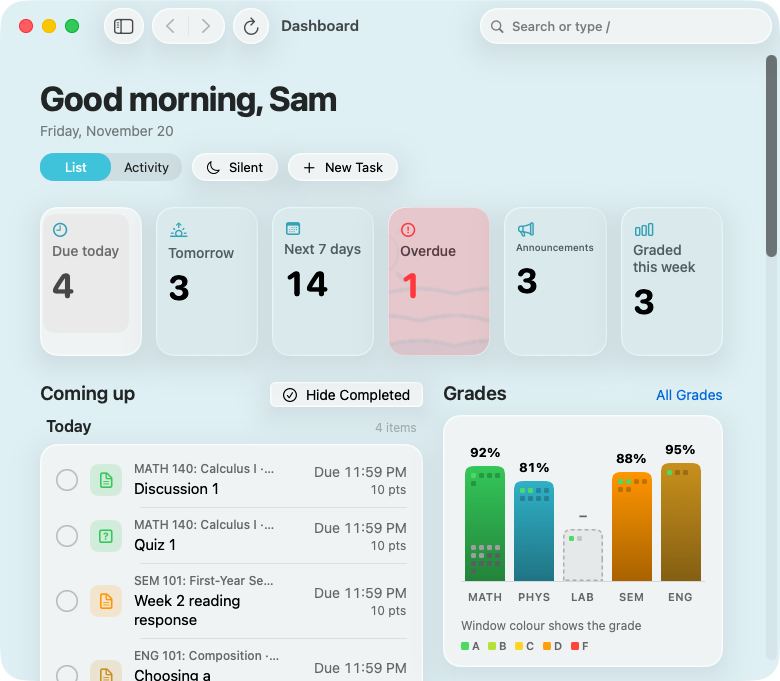 Dashboard
Search or type /
Good morning, Sam
Friday, November 20
List
Activity
Silent
New Task
Due today
4
Tomorrow
3
Next 7 days
14
Overdue
1
Announcements
3
Graded
this week
3
Coming up
Hide Completed
Today
4 items
MATH 140: Calculus I ·...
Due 11:59 PM
Discussion 1
10 pts
MATH 140: Calculus I ·...
Due 11:59 PM
Quiz 1
10 pts
SEM 101: First-Year Se...
Due 11:59 PM
Week 2 reading
response
10 pts
ENG 101: Composition ·...
Due 11:59 PM
Choosing a
Grades
All Grades
92%
81%
–
88%
95%
MATH
PHYS
LAB
SEM
ENG
Window colour shows the grade
A
B
C
D
F